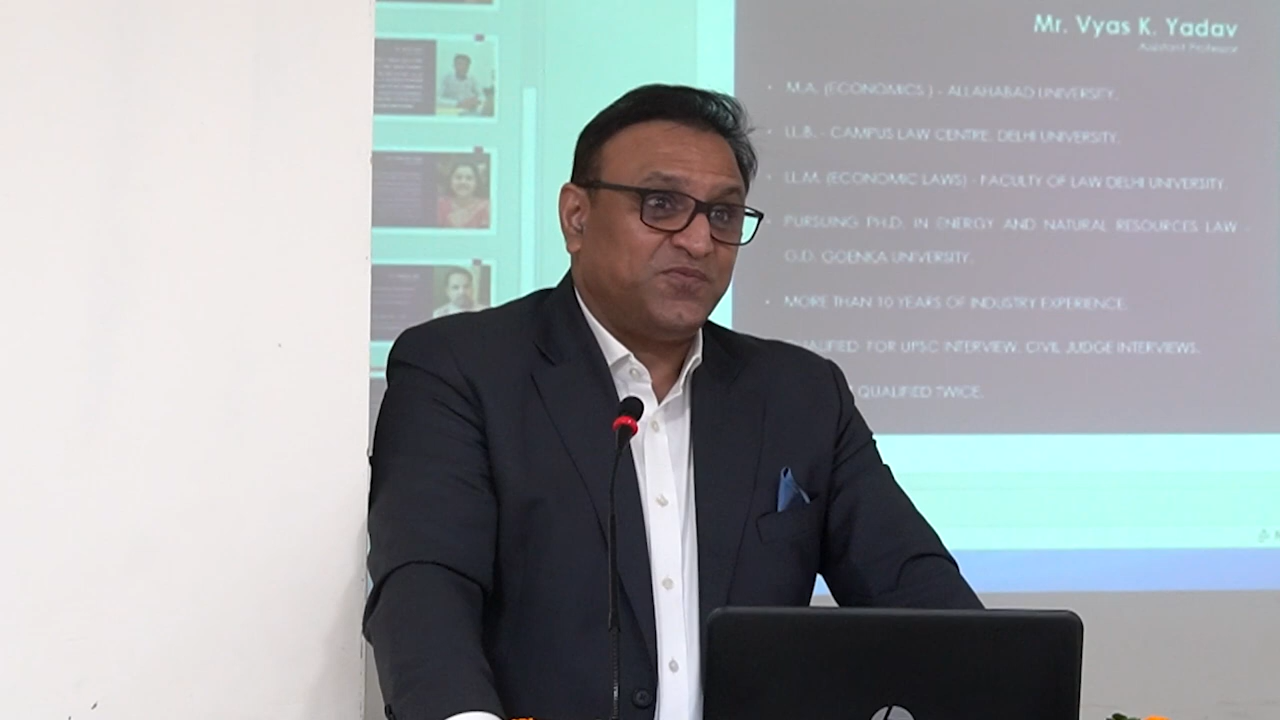 Mr. Vyas K. Yadav
Assistant Professor
M.A. (ECONOMICS ) - ALLAHABAD UNIVERSITY.
LL.B. - CAMPUS LAW CENTRE, DELHI UNIVERSITY.
LL.M. (ECONOMIC LAWS) - FACULTY OF LAW DELHI UNIVERSITY.
PURSUING PH.D. IN ENERGY AND NATURAL RESOURCES LAW -
G.D. GOENKA UNIVERSITY.
MORE THAN 10 YEARS OF INDUSTRY EXPERIENCE.
QUALIFIED FOR UPSC INTERVIEW, CIVIL JUDGE INTERVIEWS.
QUALIFIED TWICE.
hp